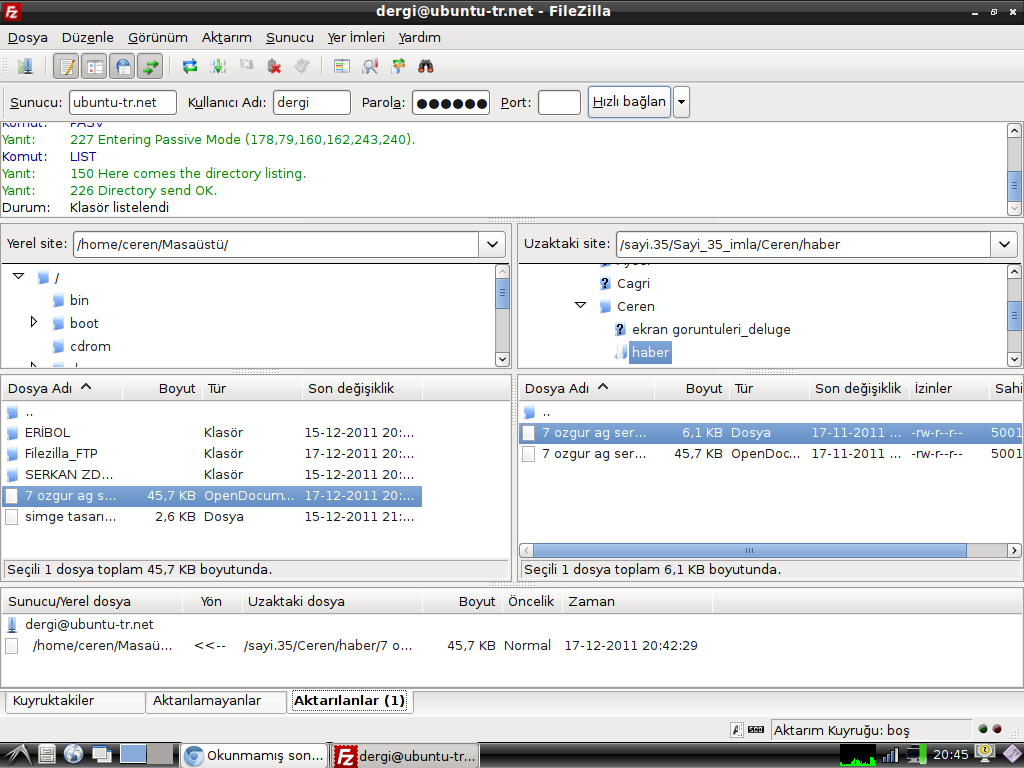 dergi@ubuntu-tr.net - FileZilla
Dosya Düzenle Görünüm Aktarım Sunucu Yer İmleri Yardım
Sunucu: ubuntu-tr.net Kullanıcı Adı: dergi Parola: ●●●●●● Port: Hızlı bağlan
Komut: PASV
Yanıt: 227 Entering Passive Mode (178,79,160,162,243,240).
Komut: LIST
Yanıt: 150 Here comes the directory listing.
Yanıt: 226 Directory send OK.
Durum: Klasör listelendi
Yerel site: /home/ceren/Masaüstü/
/
bin
boot
cdrom
Uzaktaki site: /sayi.35/Sayi_35_imla/Ceren/haber
Cagri
Ceren
ekran goruntuleri_deluge
haber
Dosya Adı Boyut Tür Son değişiklik
..
ERİBOL Klasör 15-12-2011 20:...
Filezilla_FTP Klasör 17-12-2011 20:...
SERKAN ZD... Klasör 15-12-2011 20:...
7 ozgur ag s... 45,7 KB OpenDocum... 17-12-2011 20:...
simge tasarı... 2,6 KB Dosya 15-12-2011 21:...
Seçili 1 dosya toplam 45,7 KB boyutunda.
Dosya Adı Boyut Tür Son değişiklik İzinler Sahi
..
7 ozgur ag ser... 6,1 KB Dosya 17-11-2011 ... -rw-r--r-- 5001
7 ozgur ag ser... 45,7 KB OpenDoc... 17-11-2011 ... -rw-r--r-- 5001
Seçili 1 dosya toplam 6,1 KB boyutunda.
Sunucu/Yerel dosya Yön Uzaktaki dosya Boyut Öncelik Zaman
dergi@ubuntu-tr.net
/home/ceren/Masaü... <<-- /sayi.35/Ceren/haber/7 o... 45,7 KB Normal 17-12-2011 20:42:29
Kuyruktakiler Aktarılamayanlar Aktarılanlar (1)
Aktarım Kuyruğu: boş
Okunmamış son... dergi@ubuntu-tr... 20:45